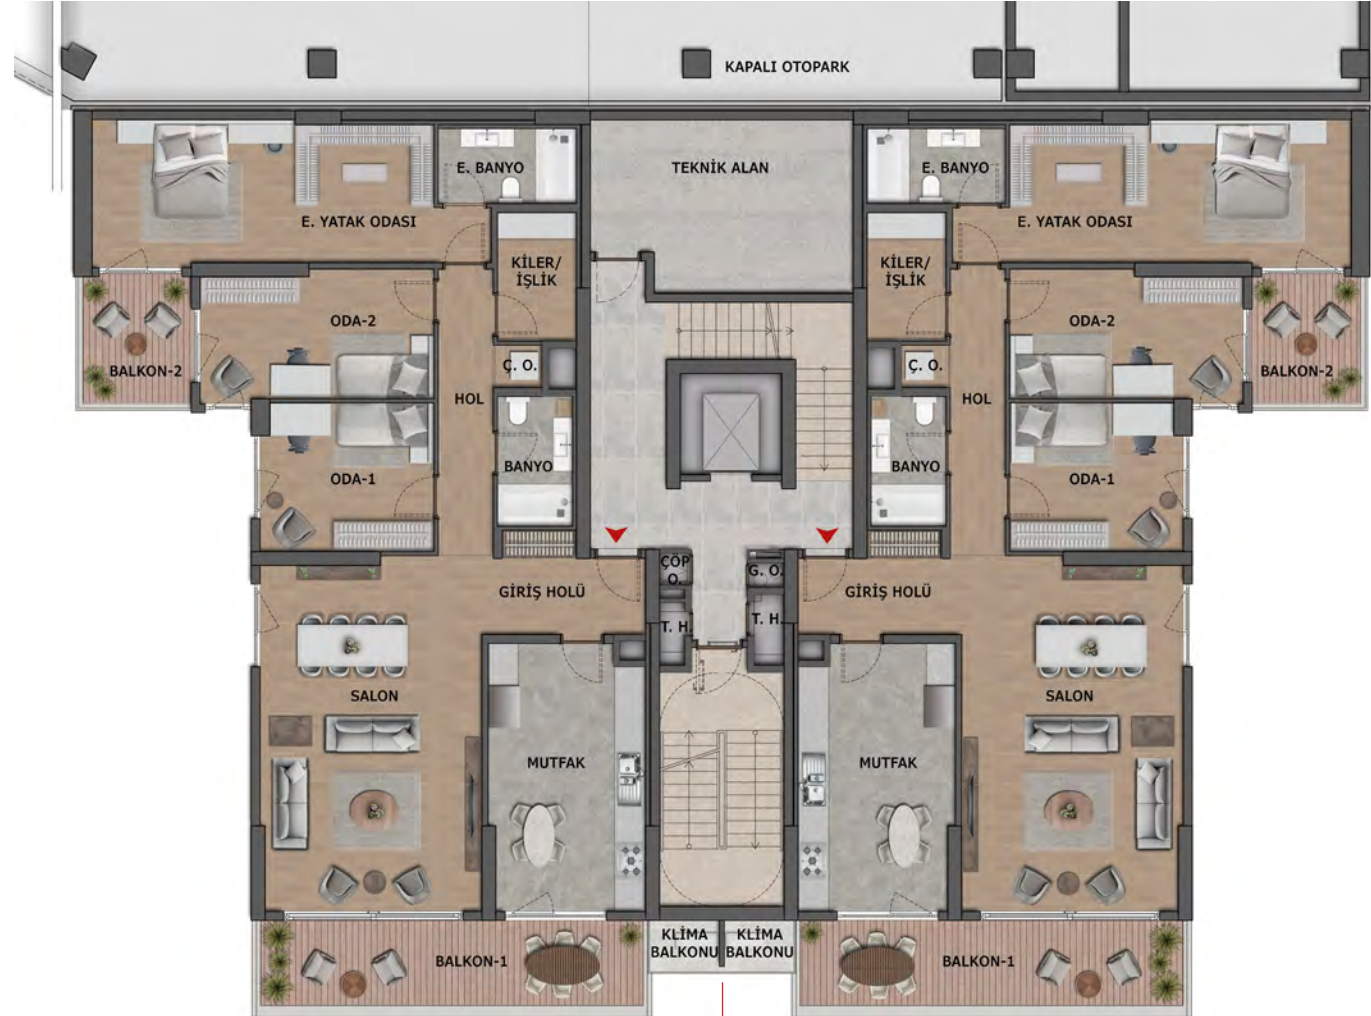 KAPALI OTOPARK
E. BANYO
TEKNİK ALAN
E. BANYO
E. YATAK ODASI
E. YATAK ODASI
KİLER/
İŞLİK
KİLER/
İŞLİK
ODA-2
ODA-2
BALKON-2
Ç. O.
Ç. O.
BALKON-2
HOL
HOL
BANYO
BANYO
ODA-1
ODA-1
ÇÖP
O.
G. O.
GİRİŞ HOLÜ
GİRİŞ HOLÜ
T. H.
T. H.
SALON
SALON
MUTFAK
MUTFAK
KLİMA
BALKONU
KLİMA
BALKONU
BALKON-1
BALKON-1